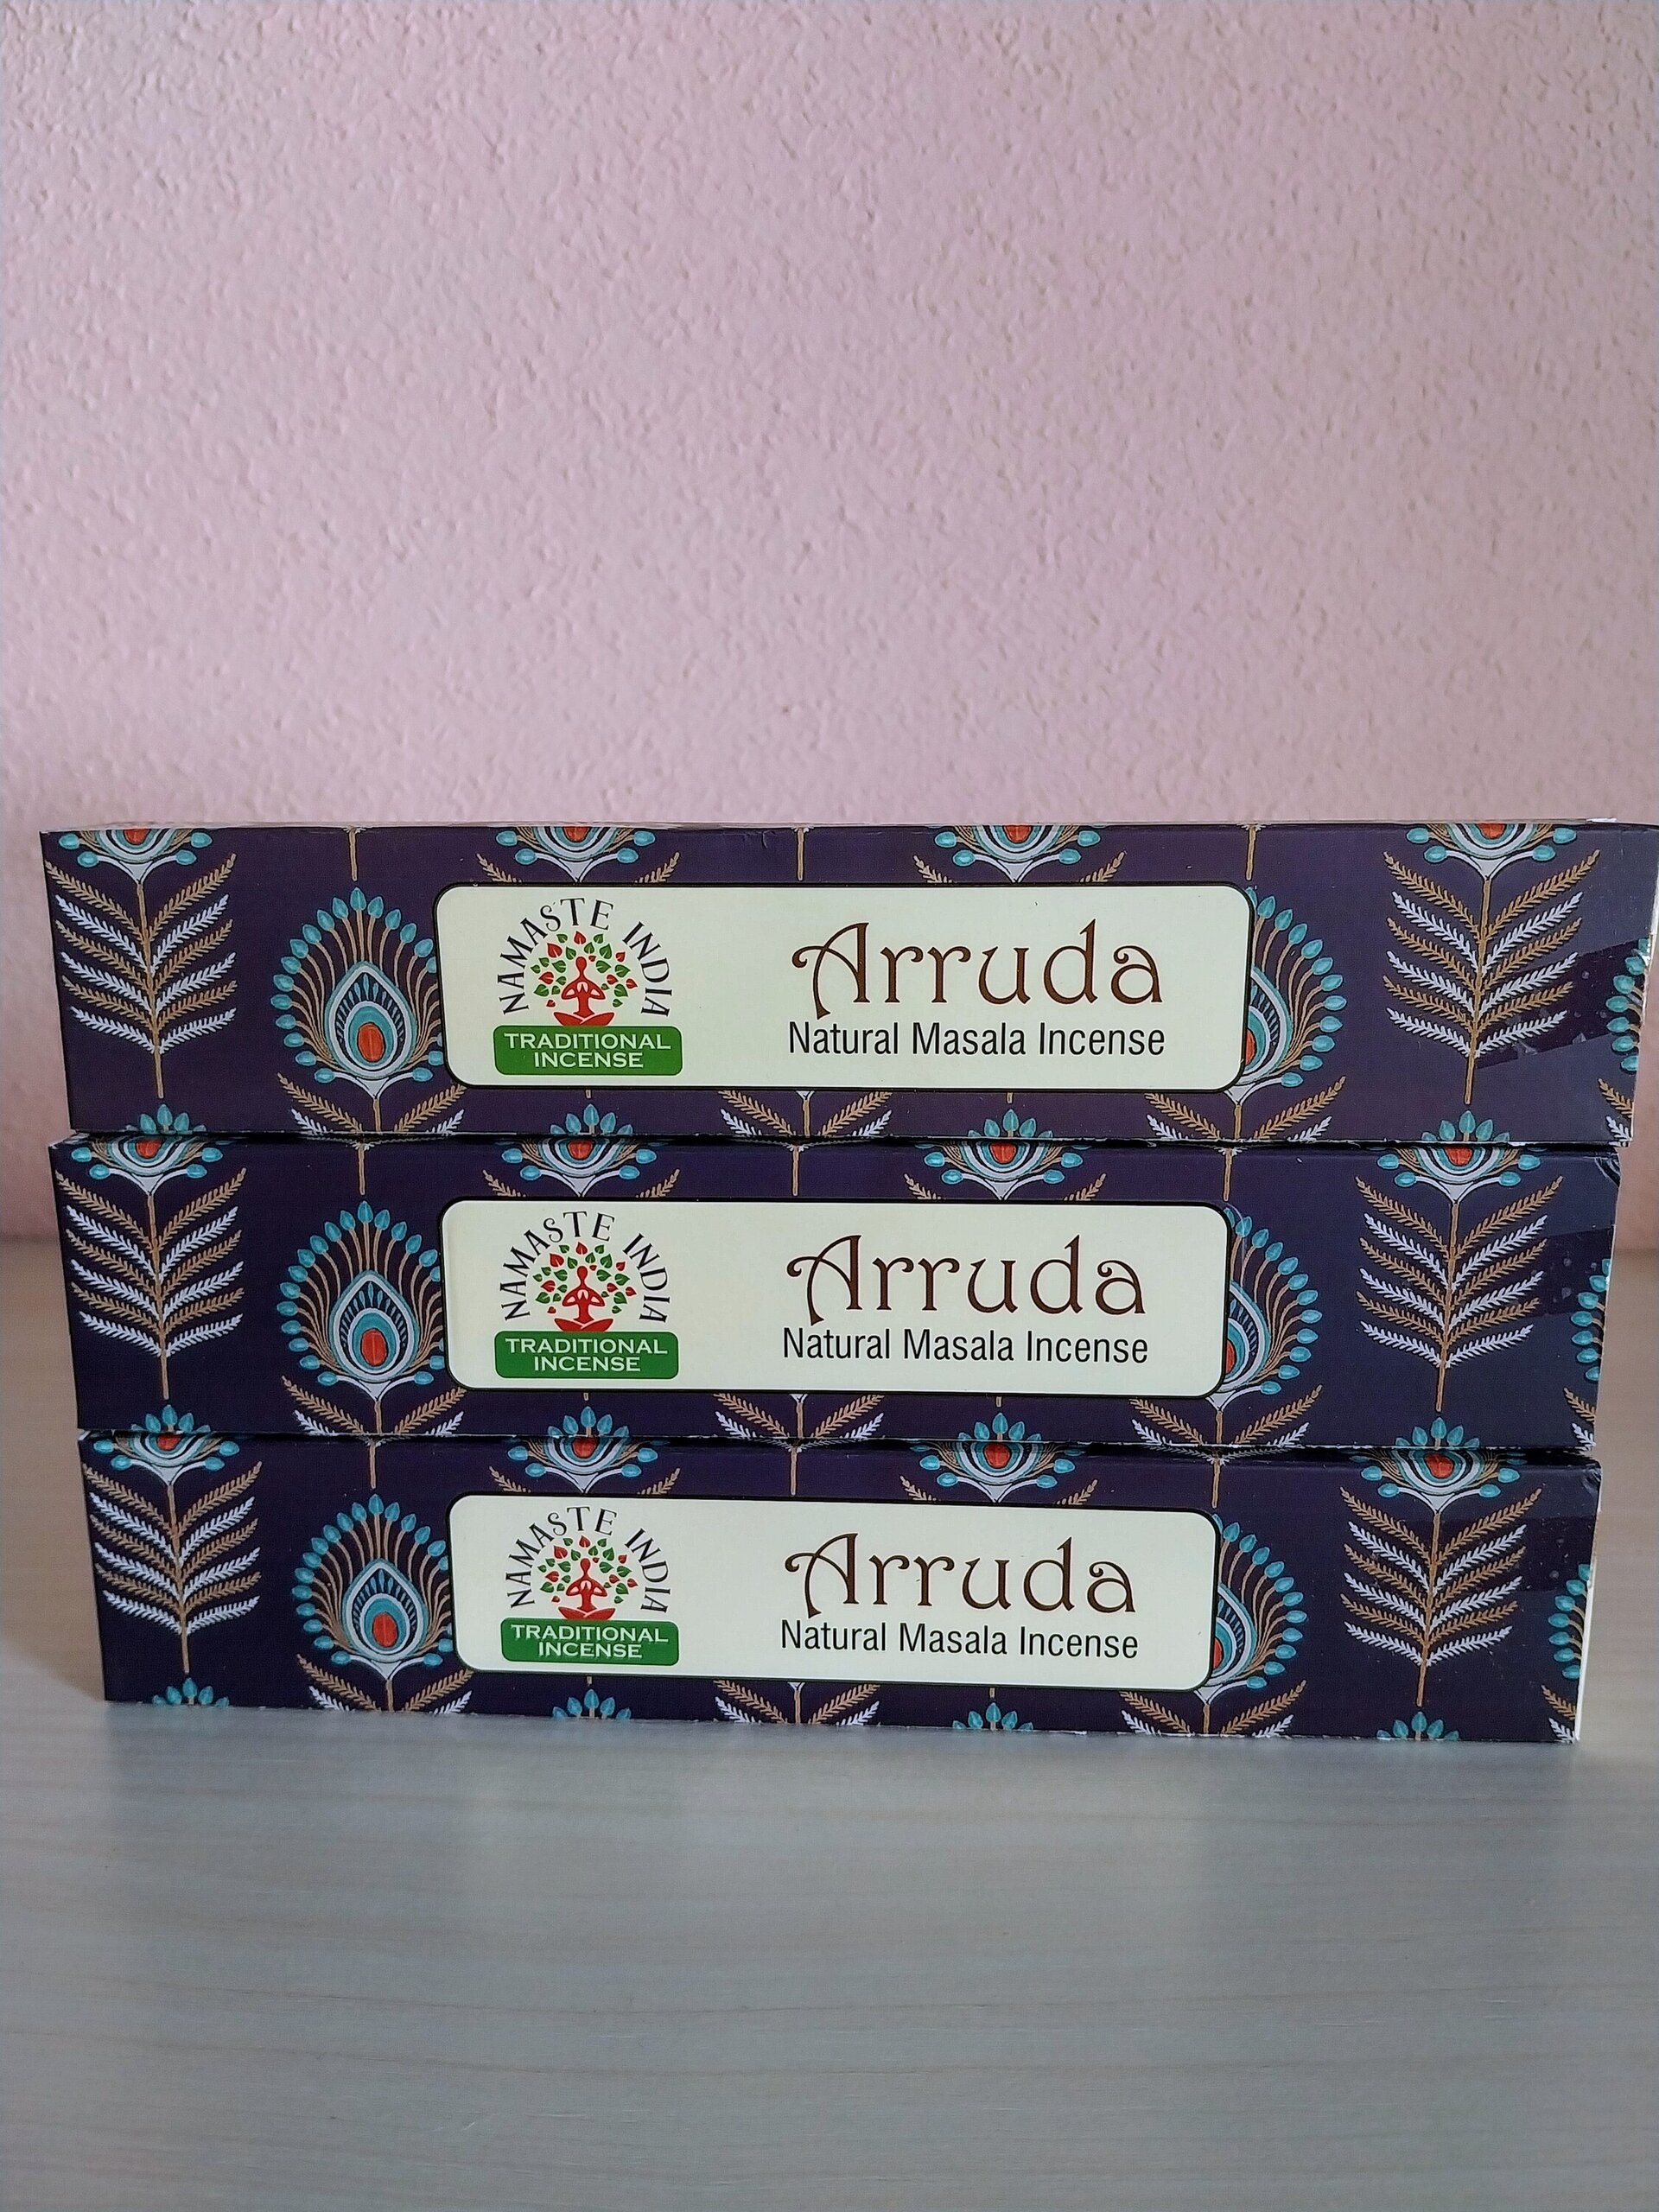 NAMASTE INDIA
TRADITIONAL
INCENSE
Arruda
Natural Masala Incense
NAMASTE INDIA
TRADITIONAL
INCENSE
Arruda
Natural Masala Incense
NAMASTE INDIA
TRADITIONAL
INCENSE
Arruda
Natural Masala Incense